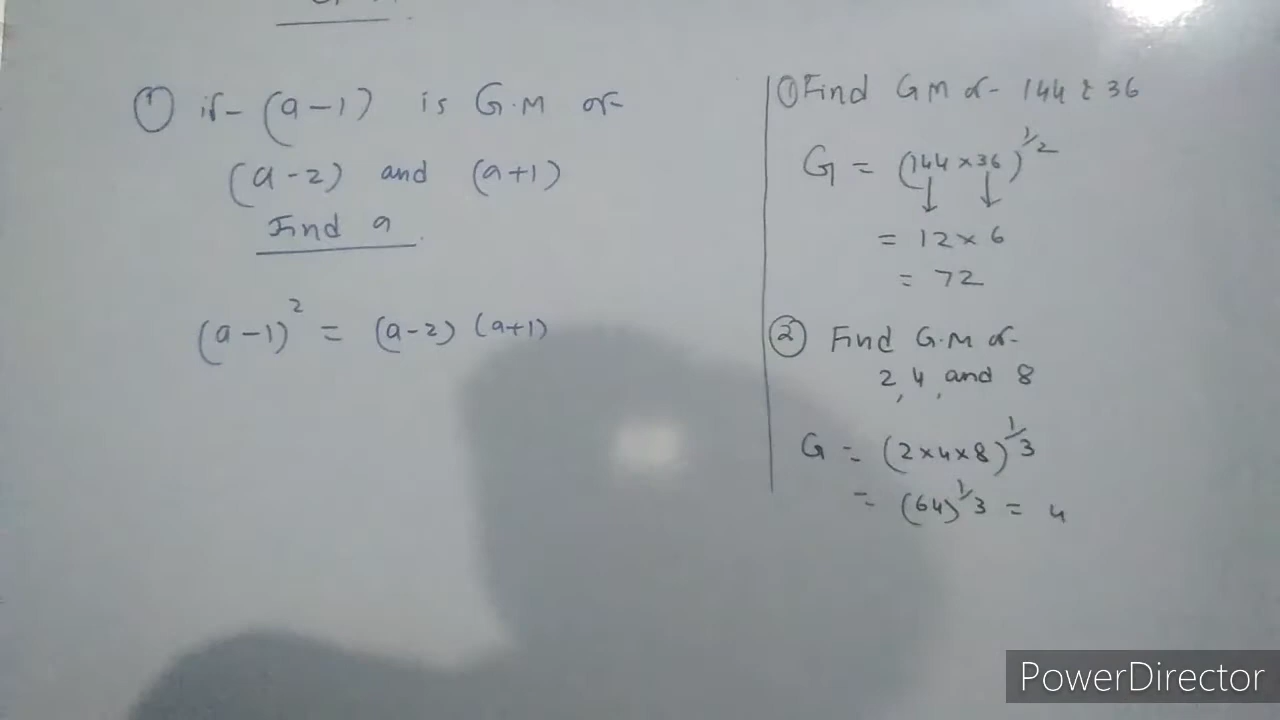 ① if (a-1) is G.M of
(a-2) and (a+1)
Find a.
(a-1)² = (a-2) (a+1)
① Find GM of 144 & 36
G = (144×36)^1/2
= 12×6
= 72
② Find G.M of
2, 4, and 8
G = (2×4×8)^1/3
= (64)^1/3 = 4
PowerDirector